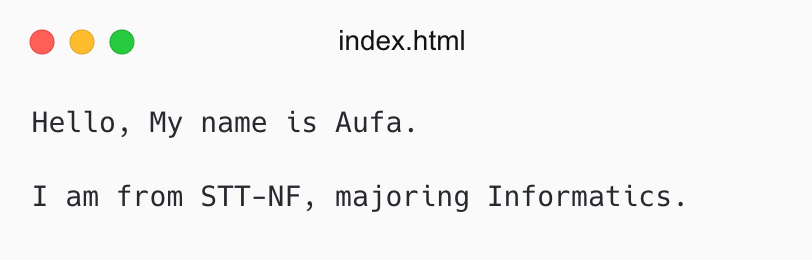 index.html
Hello, My name is Aufa.
I am from STT-NF, majoring Informatics.